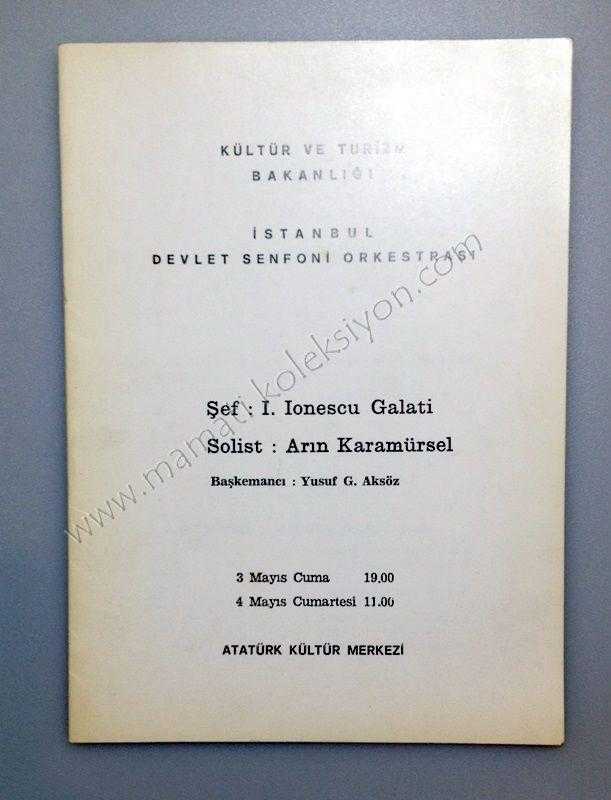 KÜLTÜR VE TURİZM
BAKANLIĞI
İSTANBUL
DEVLET SENFONİ ORKESTRASI
Şef : I. Ionescu Galati
Solist : Arın Karamürsel
Başkemancı : Yusuf G. Aksöz
3 Mayıs Cuma 19.00
4 Mayıs Cumartesi 11.00
ATATÜRK KÜLTÜR MERKEZİ
www.mamatikoleksiyon.com